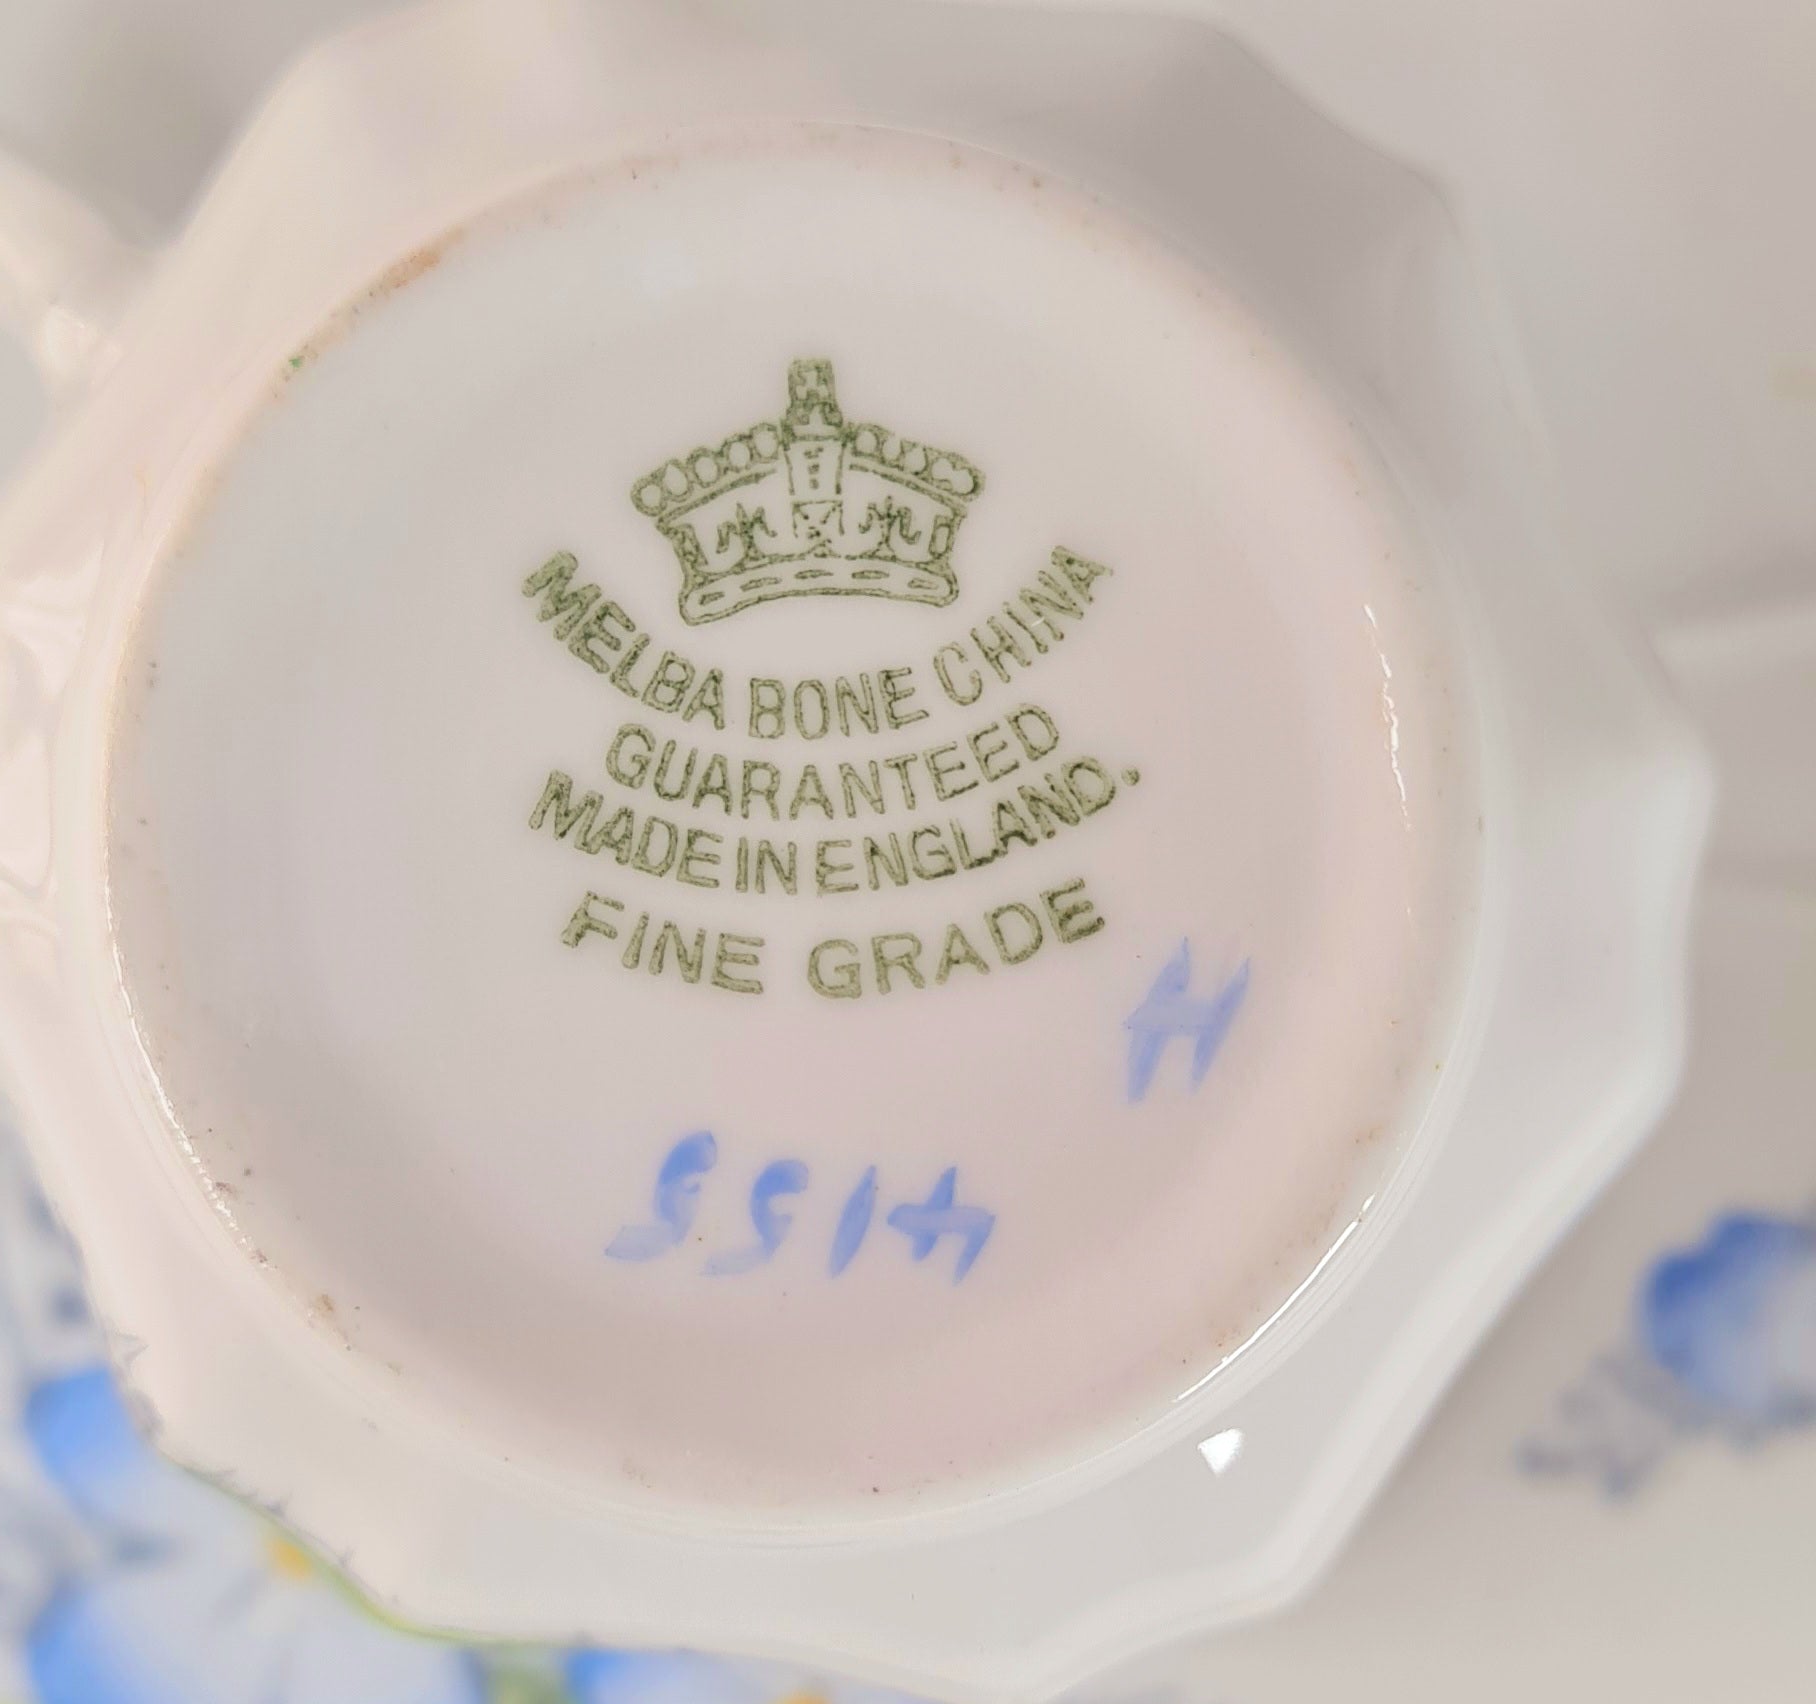 MELBA BONE CHINA
GUARANTEED
MADE IN ENGLAND.
FINE GRADE
H
4155